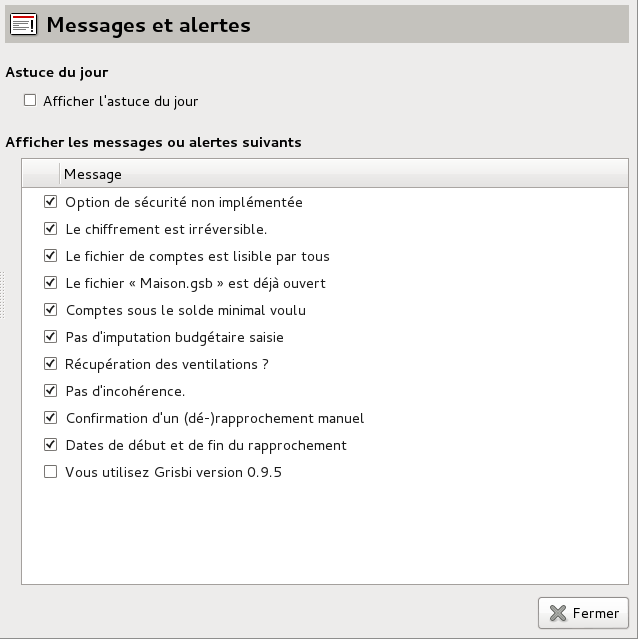 Messages et alertes
Astuce du jour
Afficher l'astuce du jour
Afficher les messages ou alertes suivants
Message
Option de sécurité non implémentée
Le chiffrement est irréversible.
Le fichier de comptes est lisible par tous
Le fichier « Maison.gsb » est déjà ouvert
Comptes sous le solde minimal voulu
Pas d'imputation budgétaire saisie
Récupération des ventilations ?
Pas d'incohérence.
Confirmation d'un (dé-)rapprochement manuel
Dates de début et de fin du rapprochement
Vous utilisez Grisbi version 0.9.5
Fermer